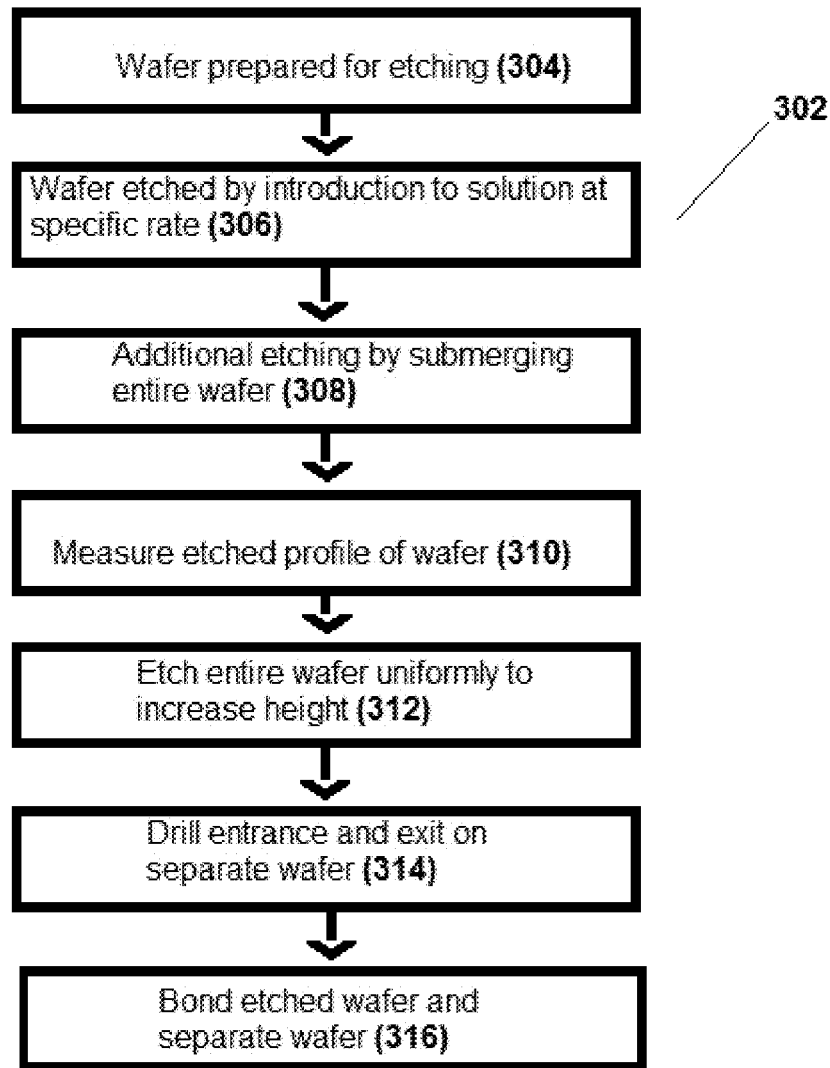 Wafer prepared for etching (304)
302
Wafer etched by introduction to solution at
specific rate (306)
Additional etching by submerging
entire wafer (308)
Measure etched profile of wafer (310)
Etch entire wafer uniformly to
increase height (312)
Drill entrance and exit on
separate wafer (314)
Bond etched wafer and
separate wafer (316)